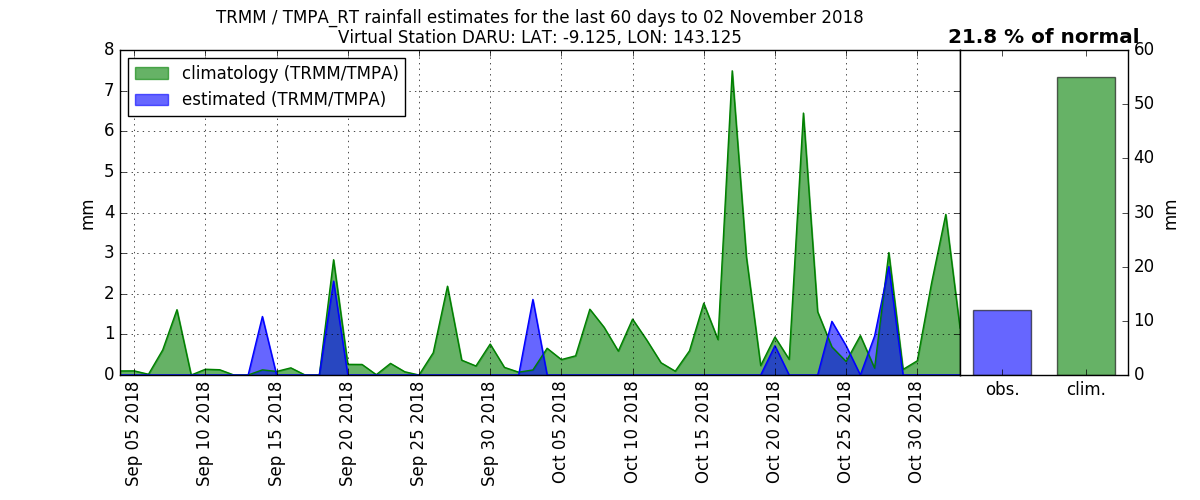 TRMM / TMPA_RT rainfall estimates for the last 60 days to 02 November 2018
Virtual Station DARU: LAT: -9.125, LON: 143.125
21.8 % of normal
climatology (TRMM/TMPA)
estimated (TRMM/TMPA)
8
7
6
5
4
3
2
1
0
mm
Sep 05 2018
Sep 10 2018
Sep 15 2018
Sep 20 2018
Sep 25 2018
Sep 30 2018
Oct 05 2018
Oct 10 2018
Oct 15 2018
Oct 20 2018
Oct 25 2018
Oct 30 2018
obs.
clim.
60
50
40
30
20
10
0
mm